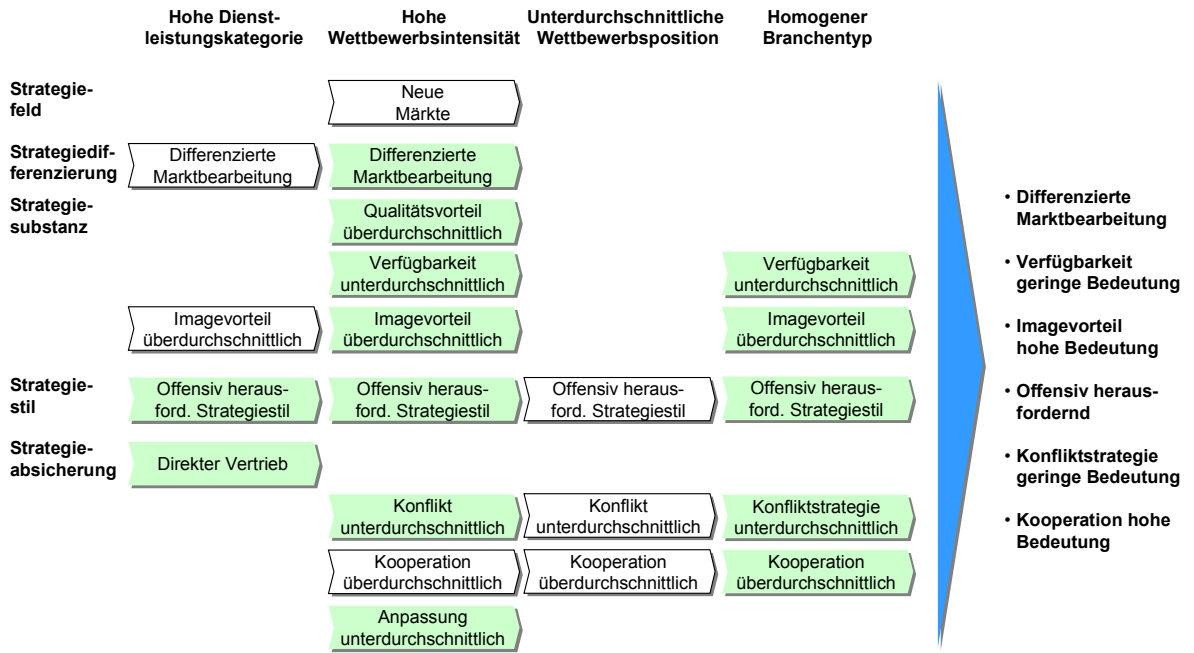 Hohe Dienst-
leistungskategorie
Hohe
Wettbewerbsintensität
Unterdurchschnittliche
Wettbewerbsposition
Homogener
Branchentyp
Strategie-
feld
Neue
Märkte
Strategiedif-
ferenzierung
Differenzierte
Marktbearbeitung
Differenzierte
Marktbearbeitung
Strategie-
substanz
Qualitätsvorteil
überdurchschnittlich
Verfügbarkeit
unterdurchschnittlich
Verfügbarkeit
unterdurchschnittlich
Imagevorteil
überdurchschnittlich
Imagevorteil
überdurchschnittlich
Imagevorteil
überdurchschnittlich
Strategie-
stil
Offensiv heraus-
ford. Strategiestil
Offensiv heraus-
ford. Strategiestil
Offensiv heraus-
ford. Strategiestil
Offensiv heraus-
ford. Strategiestil
Strategie-
absicherung
Direkter Vertrieb
Konflikt
unterdurchschnittlich
Konflikt
unterdurchschnittlich
Konfliktstrategie
unterdurchschnittlich
Kooperation
überdurchschnittlich
Kooperation
überdurchschnittlich
Kooperation
überdurchschnittlich
Anpassung
unterdurchschnittlich
• Differenzierte
Marktbearbeitung
• Verfügbarkeit
geringe Bedeutung
• Imagevorteil
hohe Bedeutung
• Offensiv heraus-
fordernd
• Konfliktstrategie
geringe Bedeutung
• Kooperation hohe
Bedeutung